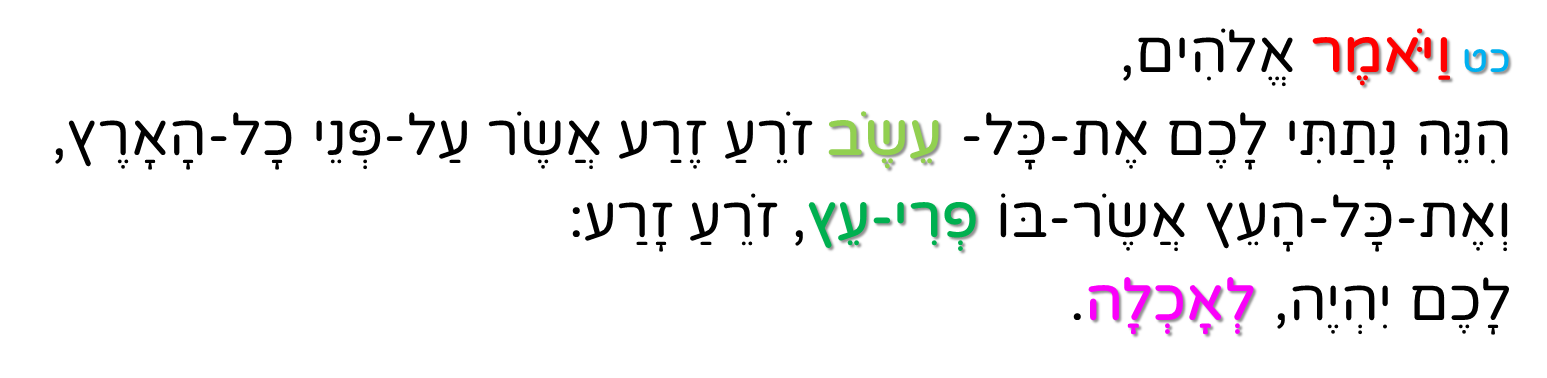 כט וַיֹּאמֶר אֱלֹהִים,
הִנֵּה נָתַתִּי לָכֶם אֶת-כָּל- עֵשֶׂב זֹרֵעַ זֶרַע אֲשֶׁר עַל-פְּנֵי כָל-הָאָרֶץ,
וְאֶת-כָּל-הָעֵץ אֲשֶׁר-בּוֹ פְרִי-עֵץ, זֹרֵעַ זָרַע:
לָכֶם יִהְיֶה, לְאָכְלָה.